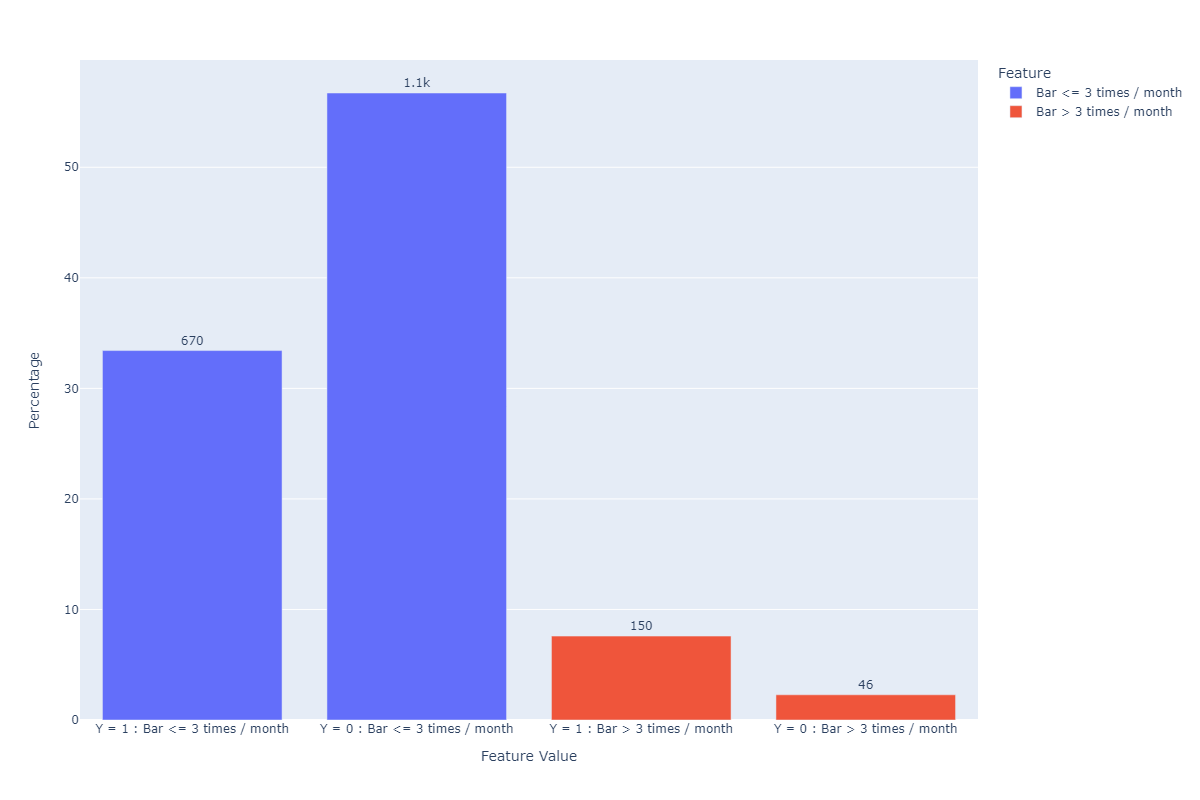 Feature
Bar <= 3 times / month
Bar > 3 times / month
1.1k
670
150
46
50
40
30
20
10
0
Percentage
Y = 1 : Bar <= 3 times / month
Y = 0 : Bar <= 3 times / month
Y = 1 : Bar > 3 times / month
Y = 0 : Bar > 3 times / month
Feature Value